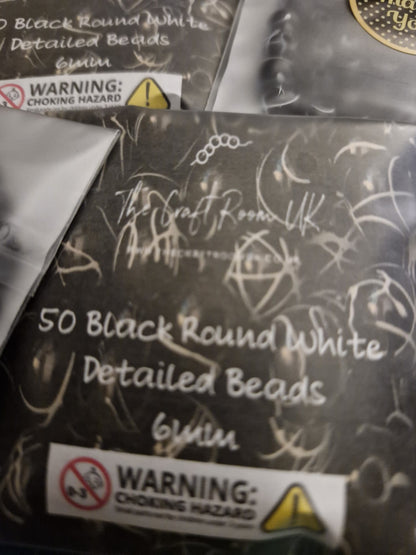 50 Black Round White
Detailed Beads
6mm
WARNING:
CHOKING HAZARD
The Craft Room UK
50 Black Round White
Detailed Beads
6mm
WARNING:
CHOKING HAZARD